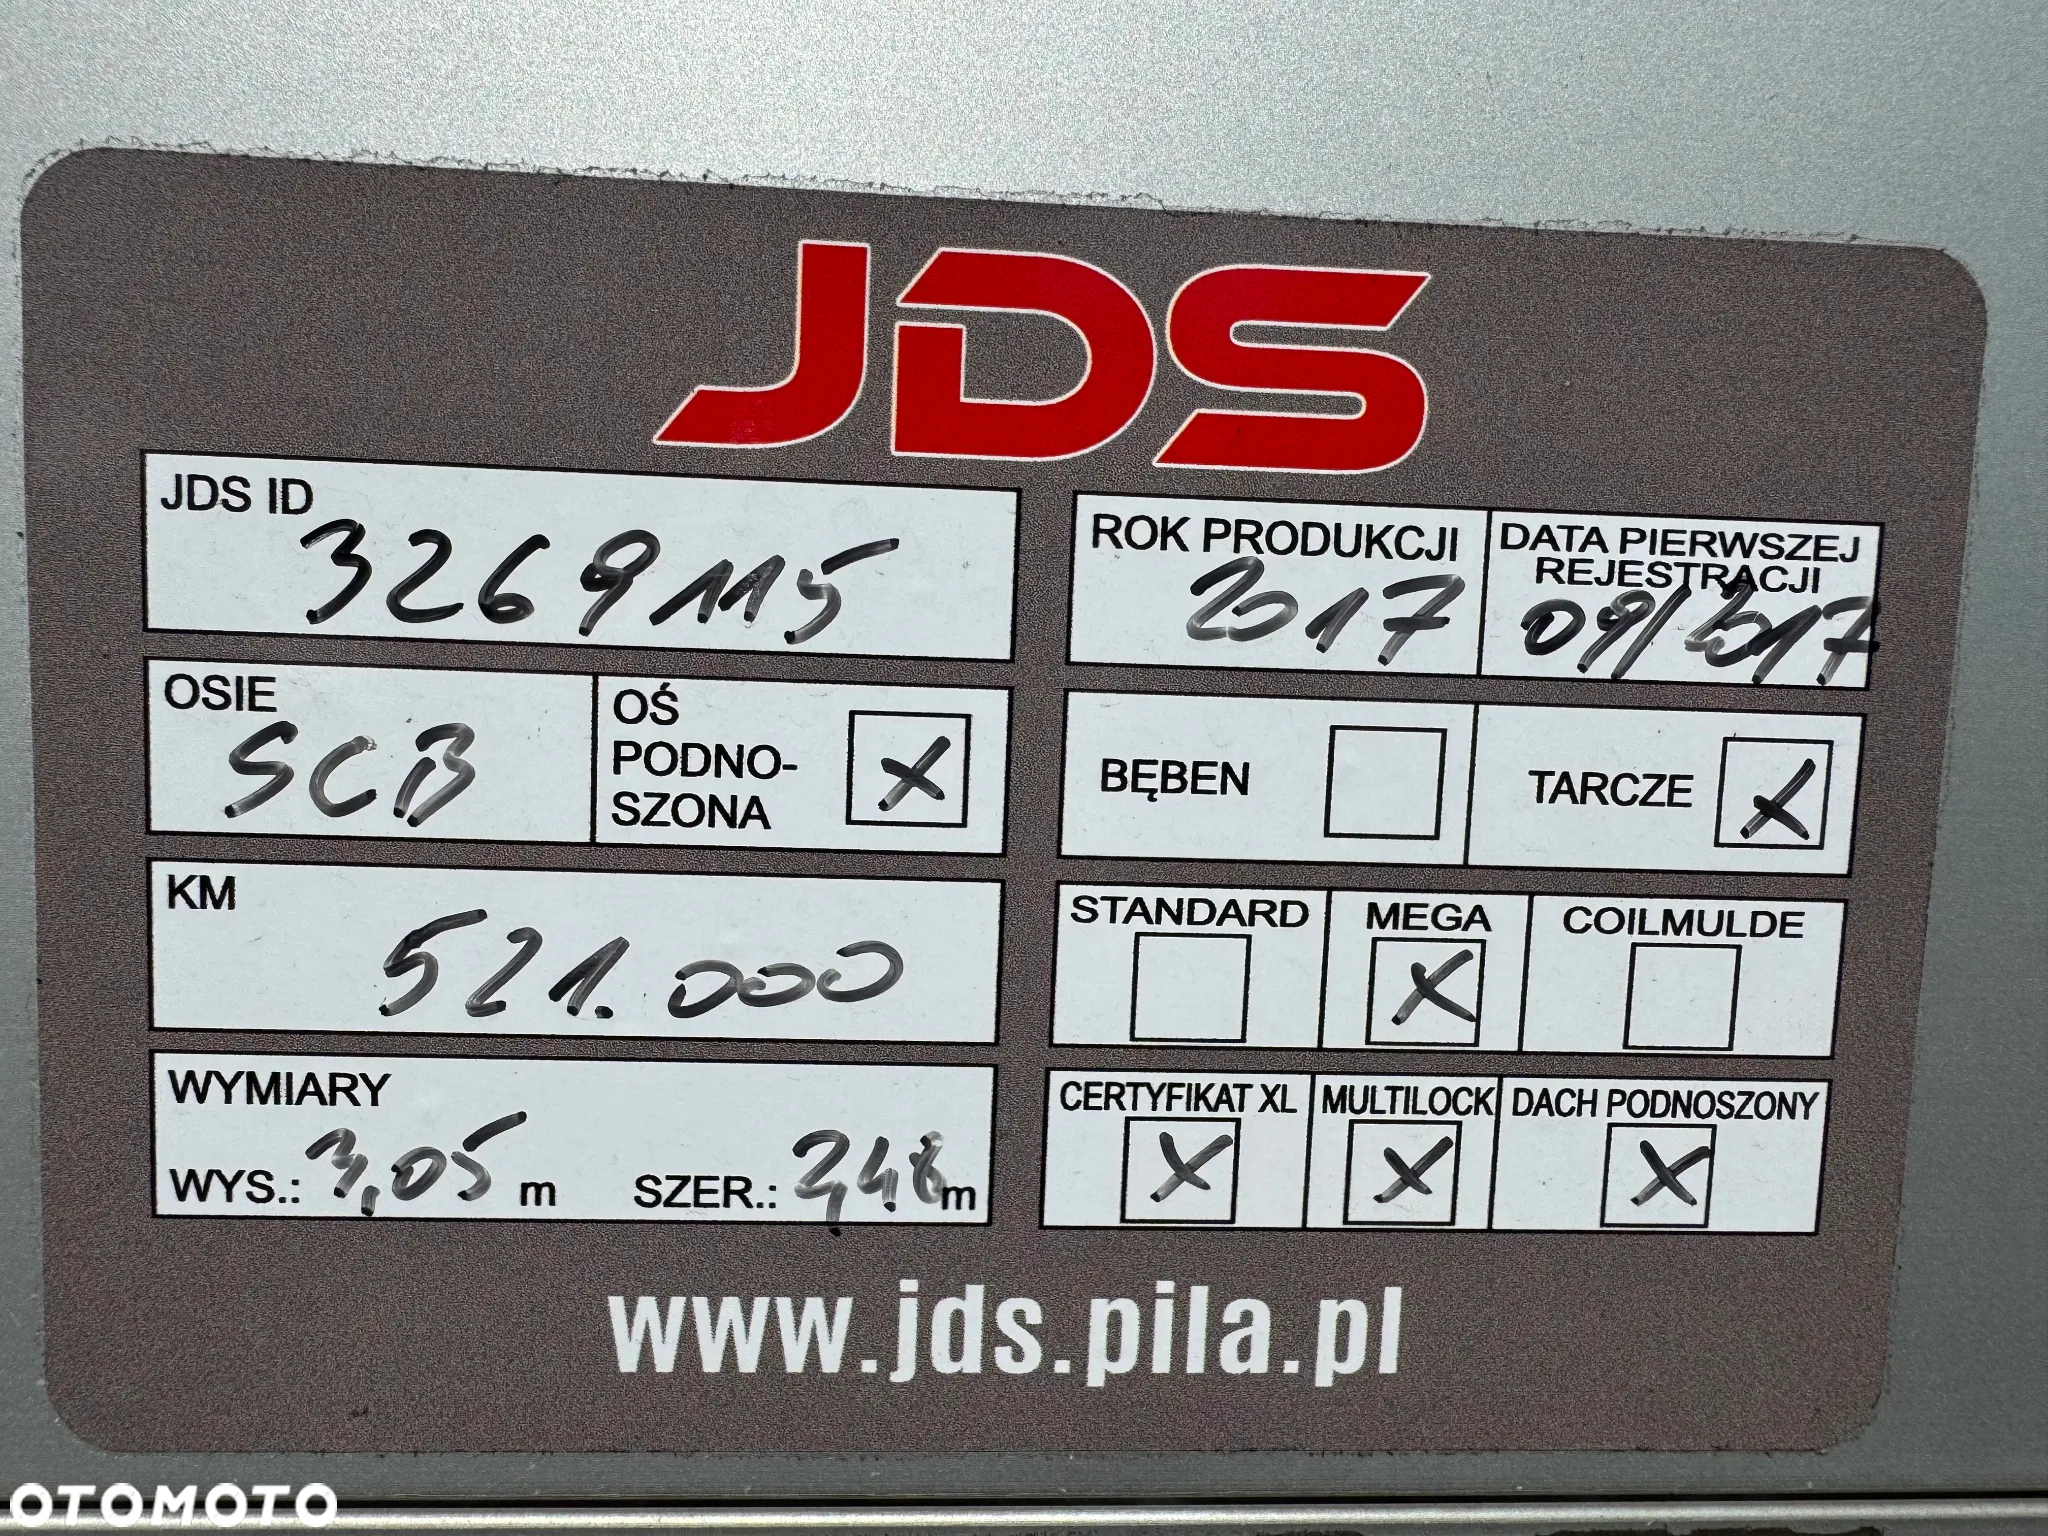 JDS
JDS ID
3269115
ROK PRODUKCJI
2017
DATA PIERWSZEJ
REJESTRACJI
09/2017
OSIE
SCB
OŚ
PODNO-
SZONA
X
BĘBEN
TARCZE
X
KM
521.000
STANDARD
MEGA
X
COILMULDE
WYMIARY
WYS.: 3,05 m
SZER.: 2,48 m
CERTYFIKAT XL
X
MULTILOCK
X
DACH PODNOSZONY
X
www.jds.pila.pl
OTOMOTO